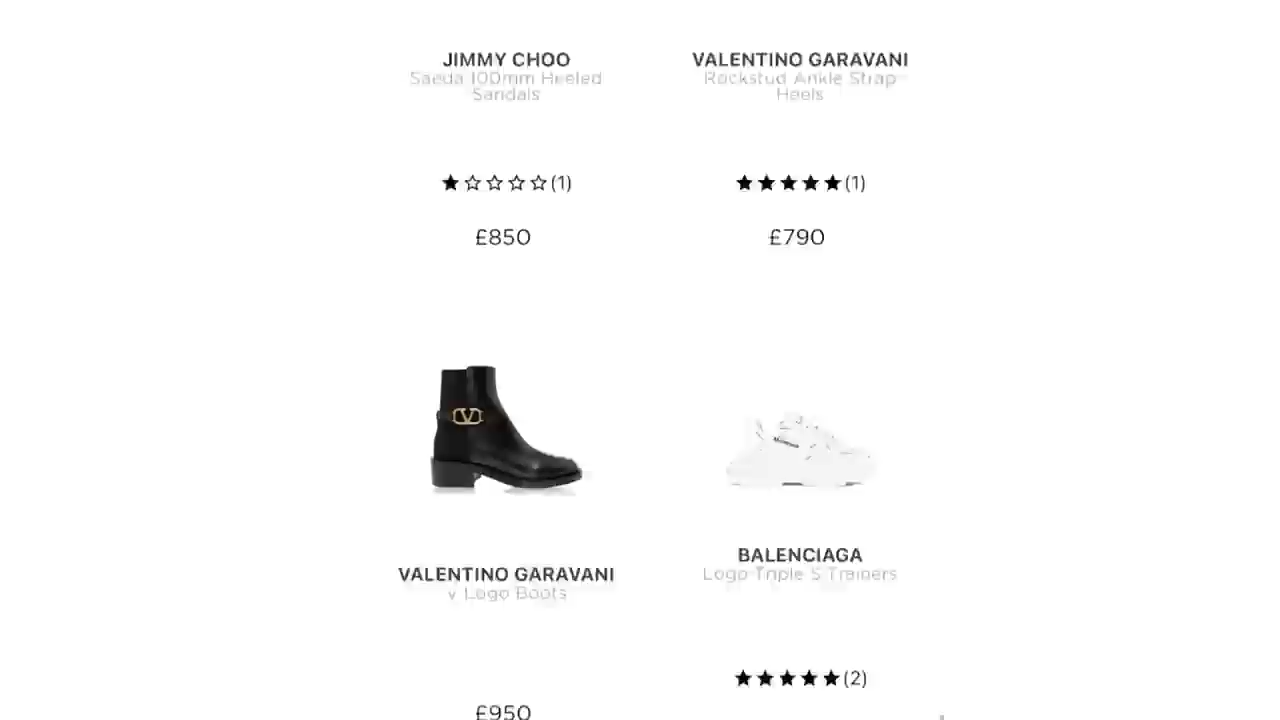 JIMMY CHOO
Saeda 100mm Heeled
Sandals
(1)
£850
VALENTINO GARAVANI
Rockstud Ankle Strap
Heels
(1)
£790
VALENTINO GARAVANI
v Logo Boots
£950
BALENCIAGA
Logo Triple S Trainers
(2)